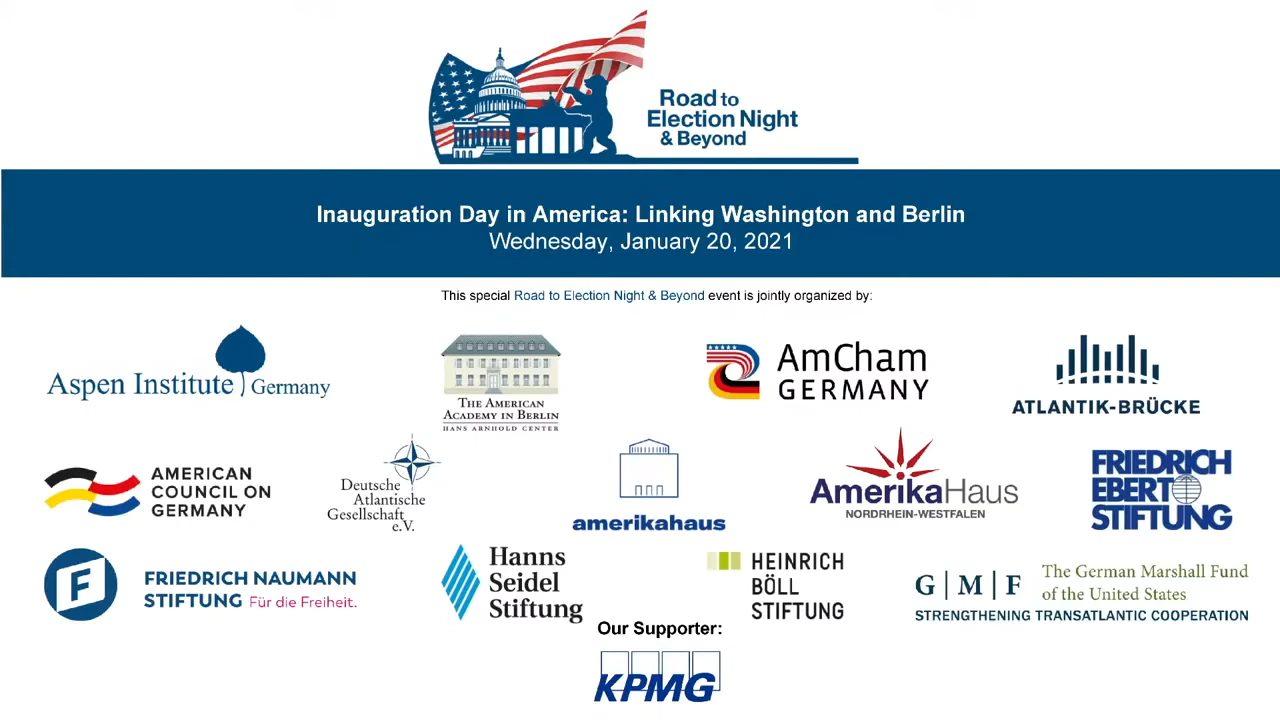 Road to
Election Night
& Beyond
Inauguration Day in America: Linking Washington and Berlin
Wednesday, January 20, 2021
This special Road to Election Night & Beyond event is jointly organized by:
Aspen Institute Germany
THE AMERICAN
ACADEMY IN BERLIN
HANS ARNHOLD CENTER
AmCham
GERMANY
ATLANTIK-BRÜCKE
AMERICAN
COUNCIL ON
GERMANY
Deutsche
Atlantische
Gesellschaft
e.V.
amerikahaus
AmerikaHaus
NORDRHEIN-WESTFALEN
FRIEDRICH
EBERT
STIFTUNG
F
FRIEDRICH NAUMANN
STIFTUNG Für die Freiheit.
Hanns
Seidel
Stiftung
HEINRICH
BÖLL
STIFTUNG
G|M|F
The German Marshall Fund
of the United States
STRENGTHENING TRANSATLANTIC COOPERATION
Our Supporter:
KPMG